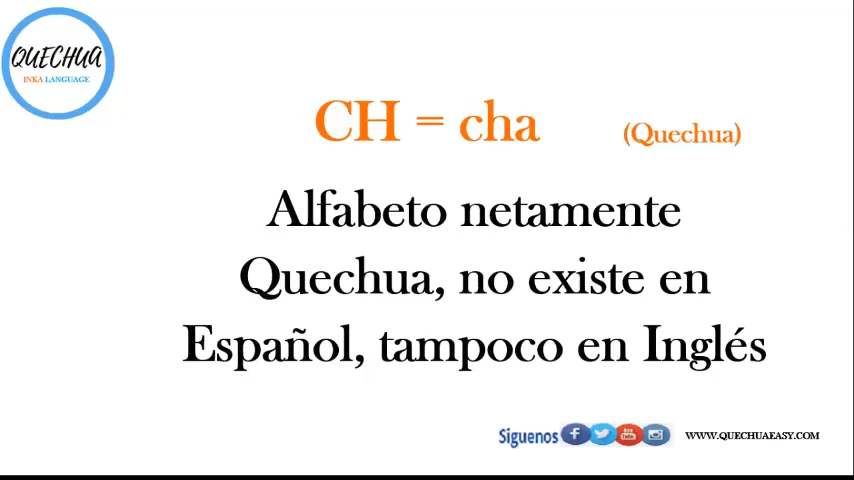 QUECHUA
INKA LANGUAGE
CH = cha (Quechua)
Alfabeto netamente
Quechua, no existe en
Español, tampoco en Inglés
Siguenos WWW.QUECHUAEASY.COM